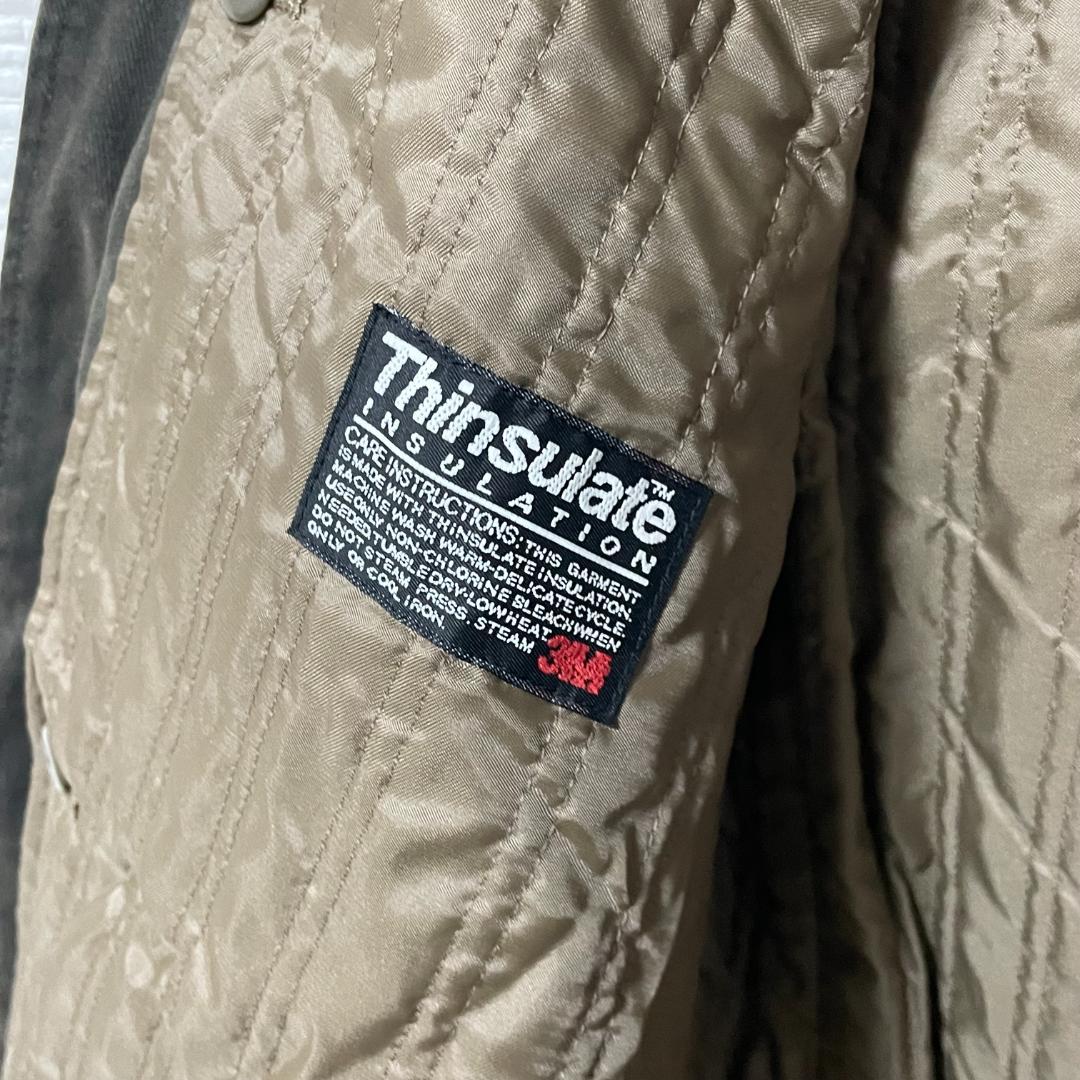 Thinsulate™
INSULATION
CARE INSTRUCTIONS: THIS GARMENT
IS MADE WITH THINSULATE INSULATION.
MACHINE WASH WARM-DELICATE CYCLE.
USE ONLY NON-CHLORINE BLEACH WHEN
NEEDED. TUMBLE DRY-LOW HEAT.
DO NOT STEAM PRESS. STEAM
ONLY OR COOL IRON.
3M